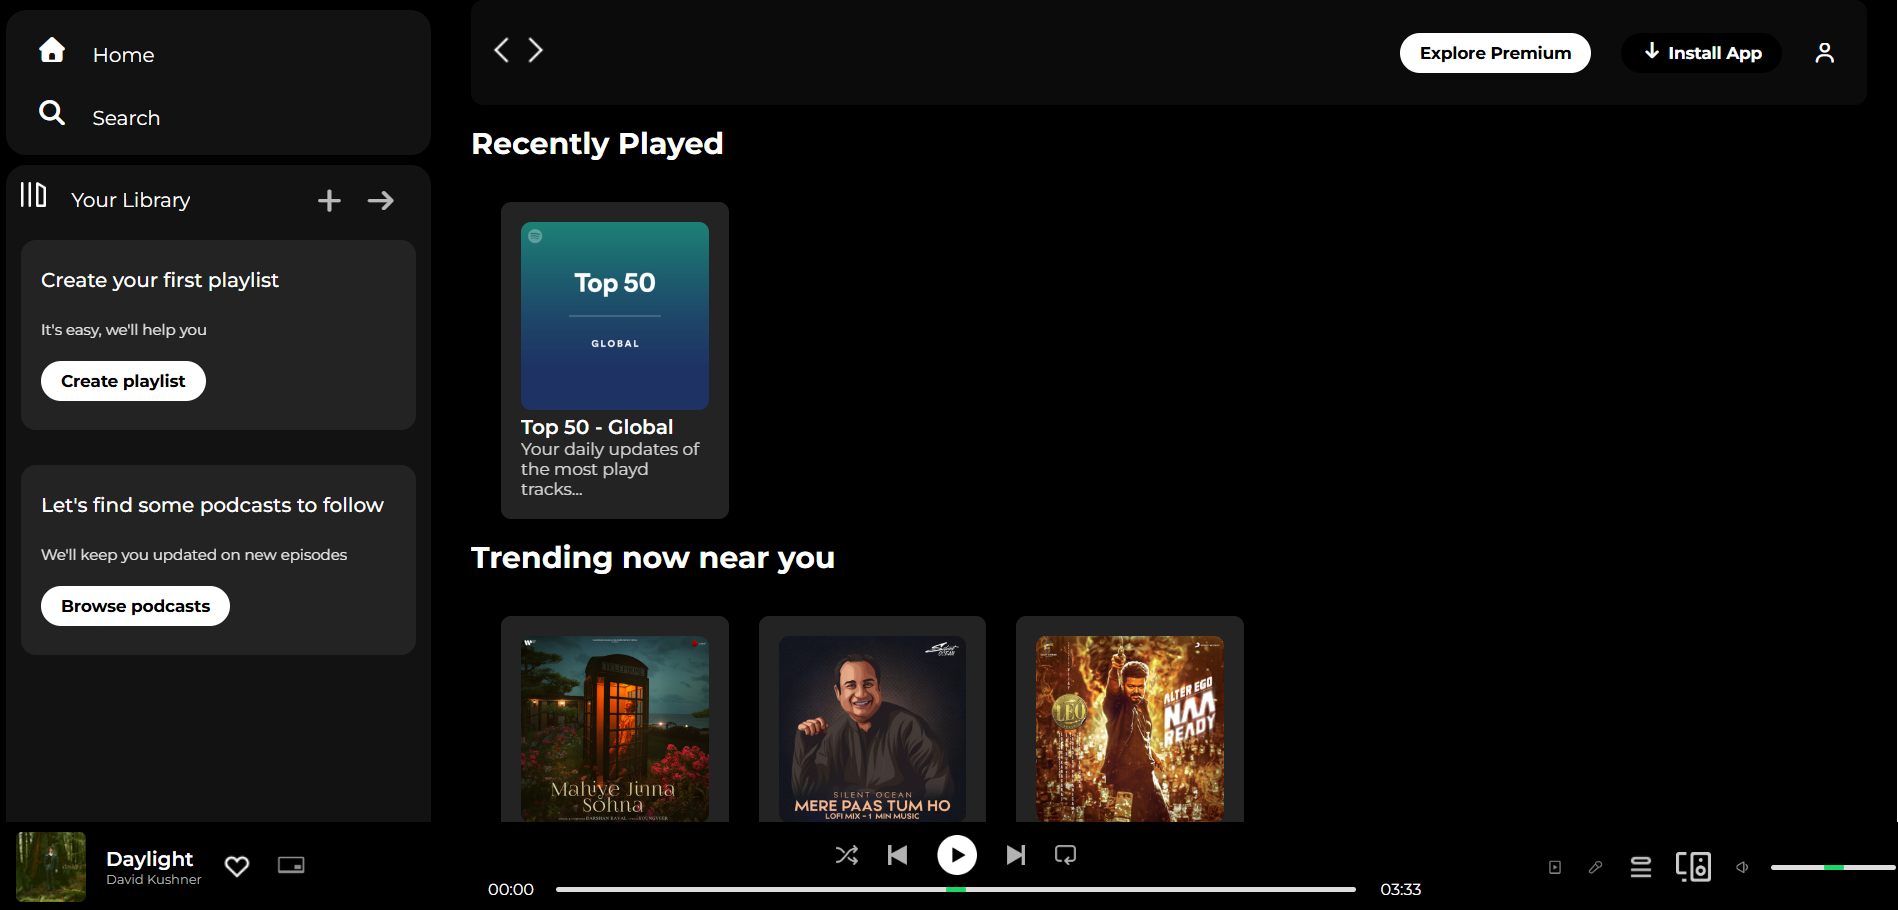 Home
Search
Your Library
Create your first playlist
It's easy, we'll help you
Create playlist
Let's find some podcasts to follow
We'll keep you updated on new episodes
Browse podcasts
Explore Premium
Install App
Recently Played
Top 50
GLOBAL
Top 50 - Global
Your daily updates of
the most playd
tracks...
Trending now near you
Mahiye Jinna
Sohna
DARSHAN RAVAL
Silent
OCEAN
SILENT OCEAN
MERE PAAS TUM HO
LOFI MIX - 1 MIN MUSIC
LEO
ALTER EGO
NAA
READY
Daylight
David Kushner
00:00
03:33